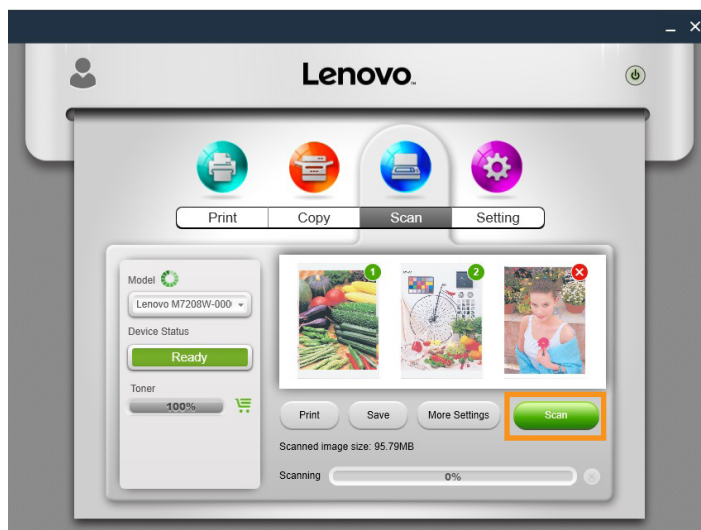 Lenovo™
Print Copy Scan Setting
Model
Lenovo M7208W-000
Device Status
Ready
Toner
100%
1
2
Print Save More Settings Scan
Scanned image size: 95.79MB
Scanning 0%